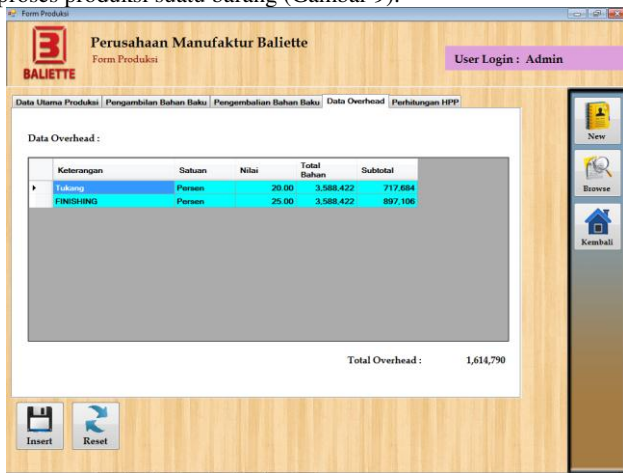 proses produksi suatu barang (Gambar 9).
Form Produksi
Perusahaan Manufaktur Baliette
Form Produksi
User Login : Admin
BALIETTE
Data Utama Produksi Pengambilan Bahan Baku Pengembalian Bahan Baku Data Overhead Perhitungan HPP
Data Overhead :
Keterangan Satuan Nilai Total Bahan Subtotal
Tukang Persen 20.00 3,588,422 717,684
FINISHING Persen 25.00 3,588,422 897,106
Total Overhead : 1,614,790
New
Browse
Kembali
Insert Reset